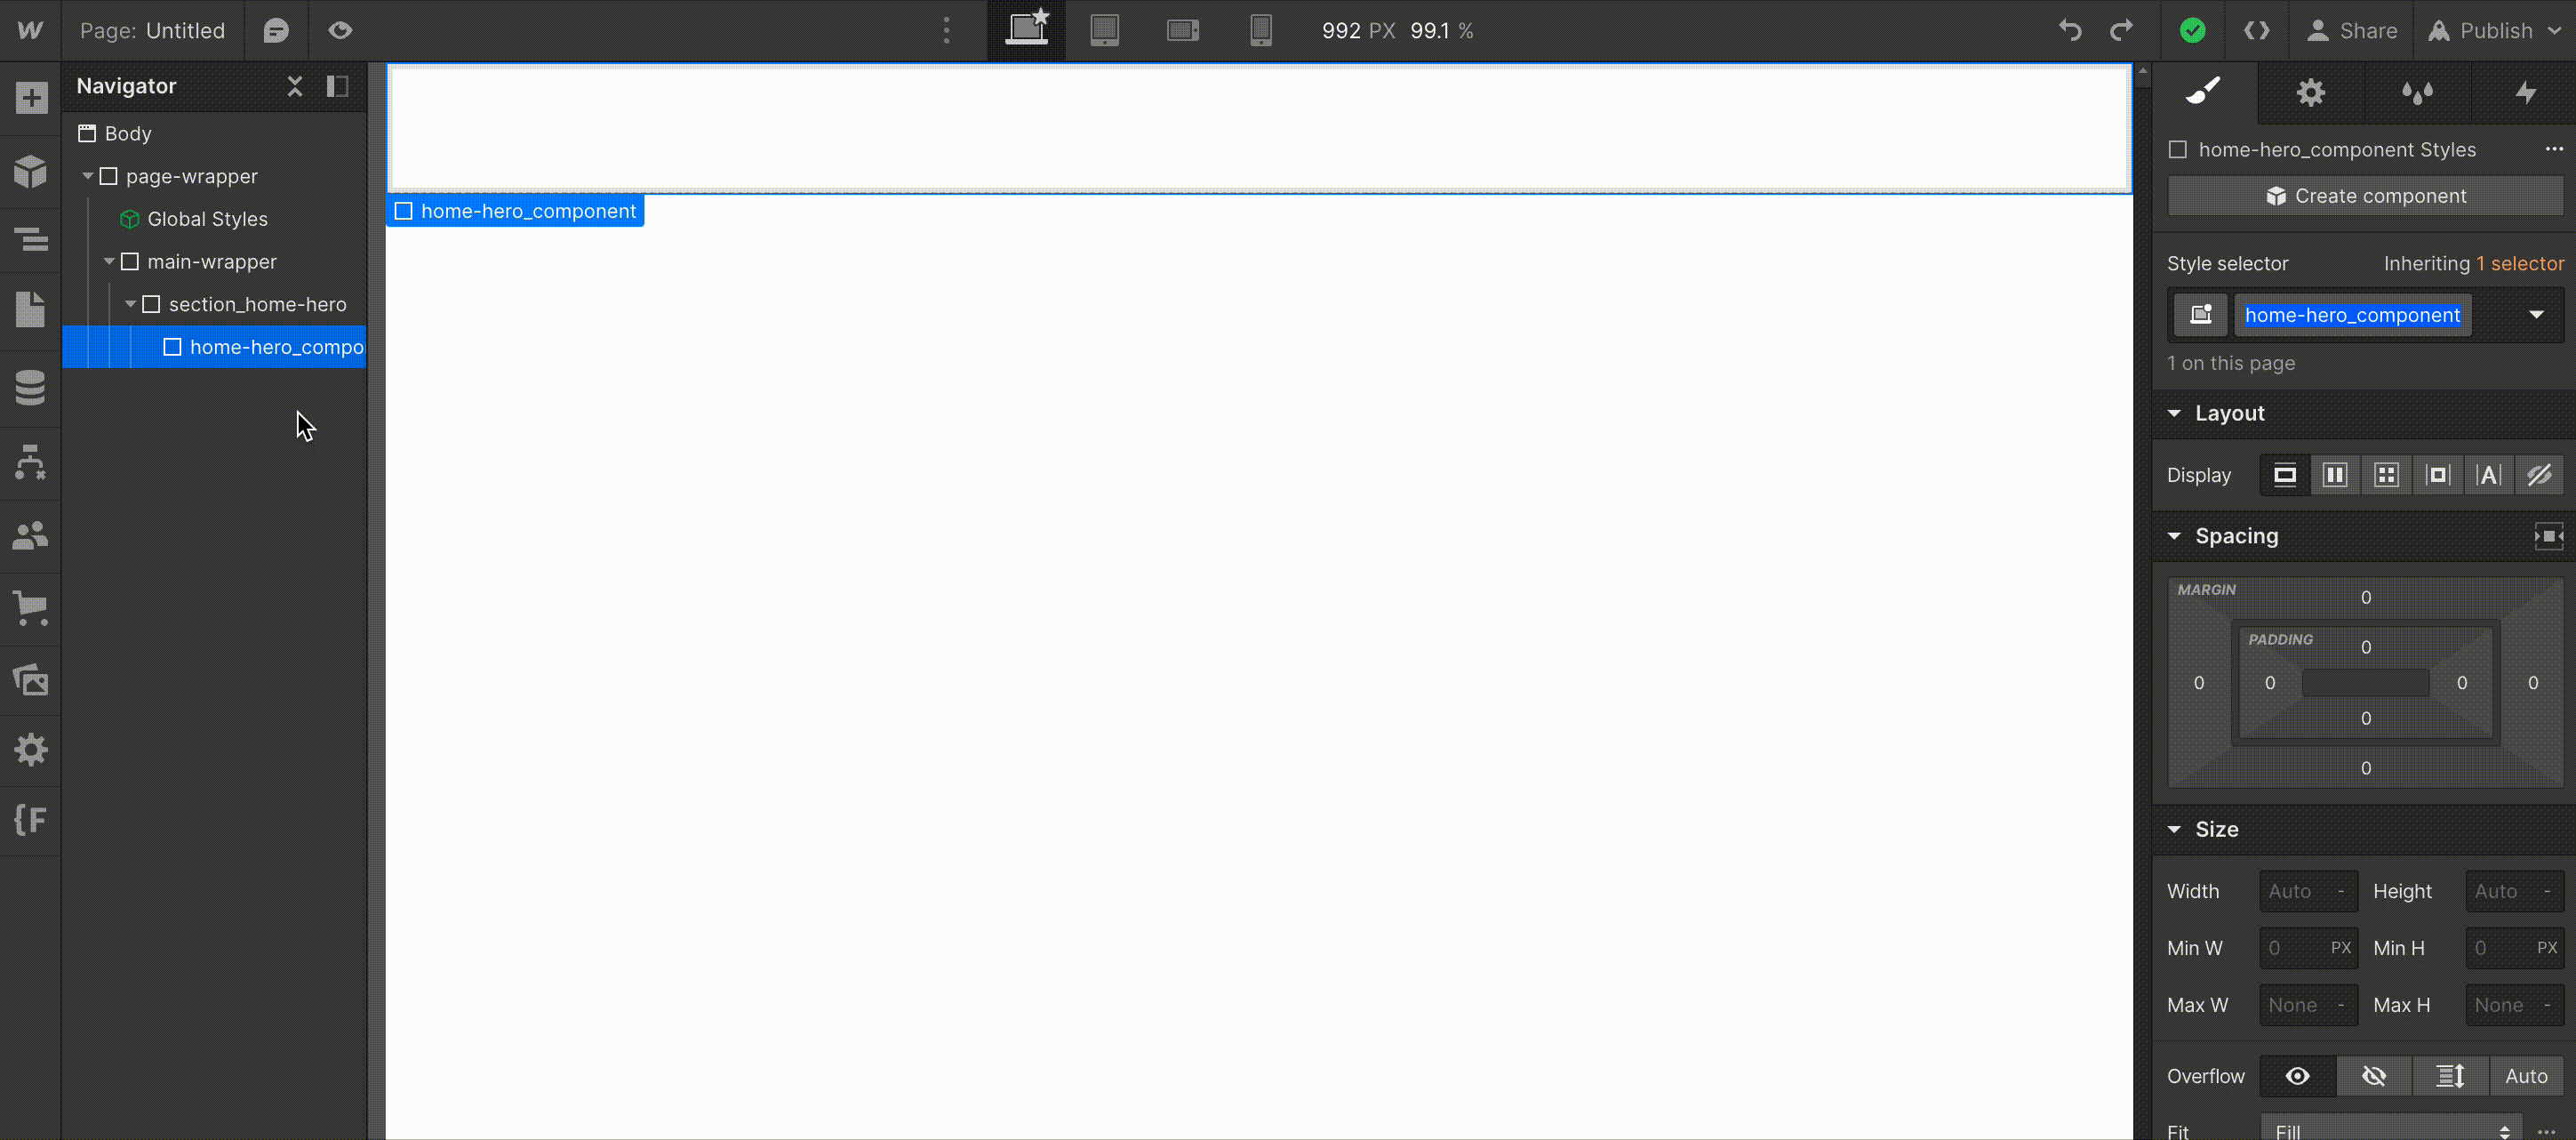 Page: Untitled
992 PX 99.1 %
Share
Publish
Navigator
Body
page-wrapper
Global Styles
main-wrapper
section_home-hero
home-hero_compo
{F
home-hero_component
home-hero_component Styles
Create component
Style selector
Inheriting 1 selector
home-hero_component
1 on this page
Layout
Display
A
Spacing
MARGIN
0
PADDING
0
0 0 0 0
0
0
Size
Width Auto - Height Auto -
Min W 0 PX Min H 0 PX
Max W None - Max H None -
Overflow Auto
Fit Fill